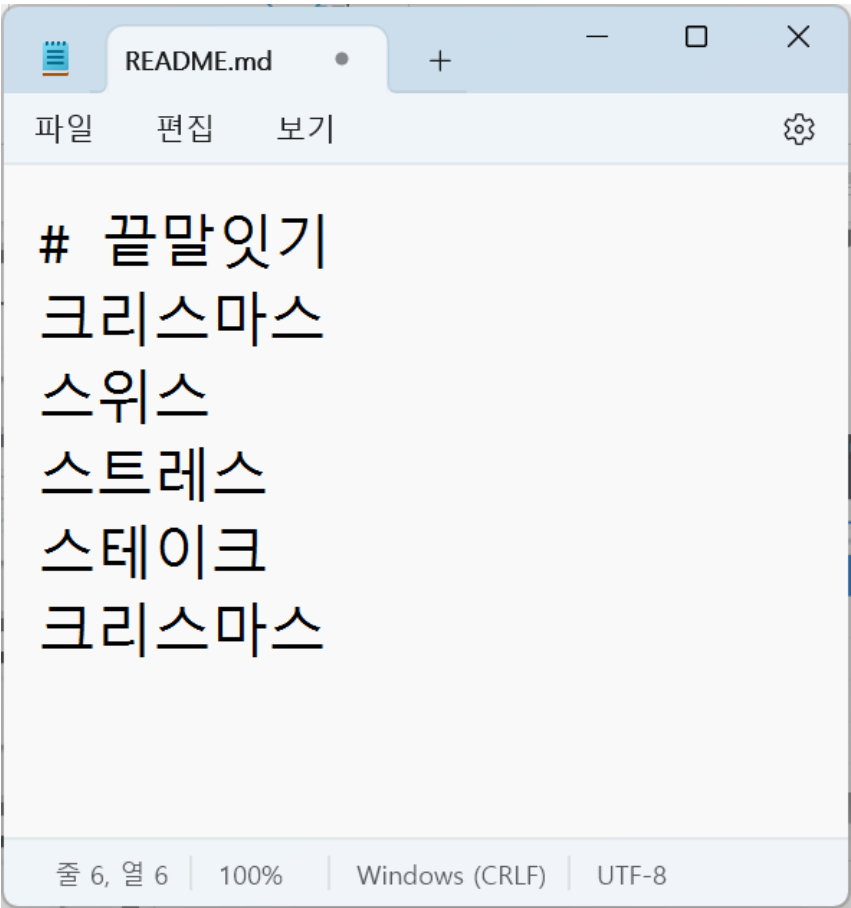 README.md
파일 편집 보기
# 끝말잇기
크리스마스
스위스
스트레스
스테이크
크리스마스
줄 6, 열 6 100% Windows (CRLF) UTF-8